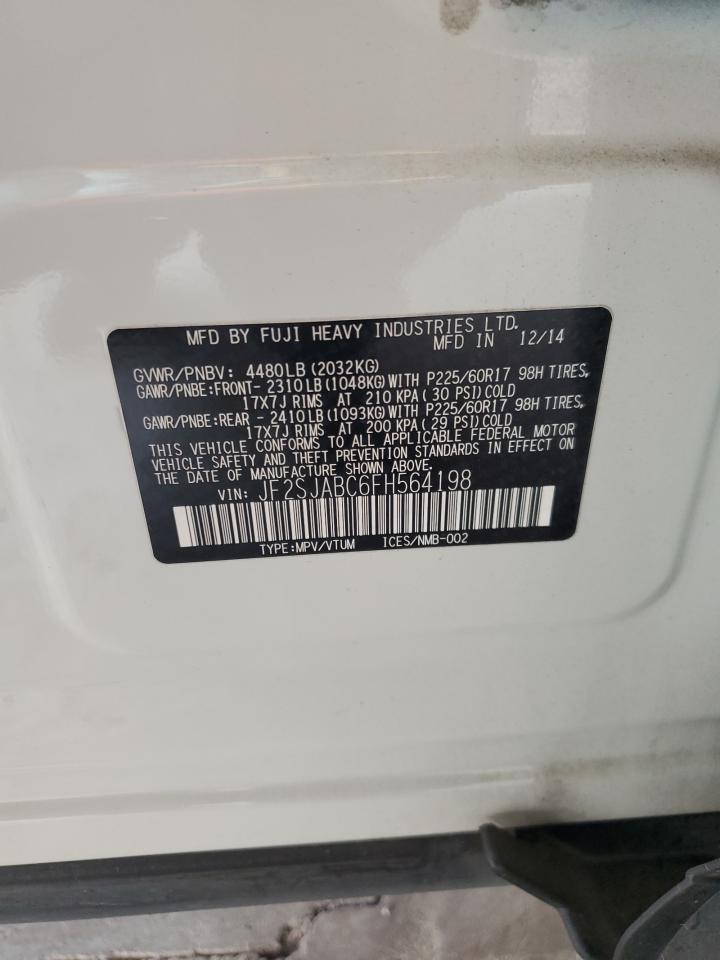 MFD BY FUJI HEAVY INDUSTRIES LTD.
MFD IN 12/14
GVWR/PNBV: 4480LB (2032KG)
GAWR/PNBE:FRONT- 2310LB (1048KG) WITH P225/60R17 98H TIRES,
17X7J RIMS AT 210 KPA (30 PSI) COLD
GAWR/PNBE:REAR - 2410LB (1093KG) WITH P225/60R17 98H TIRES,
17X7J RIMS AT 200 KPA (29 PSI) COLD
THIS VEHICLE CONFORMS TO ALL APPLICABLE FEDERAL MOTOR
VEHICLE SAFETY AND THEFT PREVENTION STANDARDS IN EFFECT ON
THE DATE OF MANUFACTURE SHOWN ABOVE.
VIN: JF2SJABC6FH564198
TYPE:MPV/VTUM ICES/NMB-002